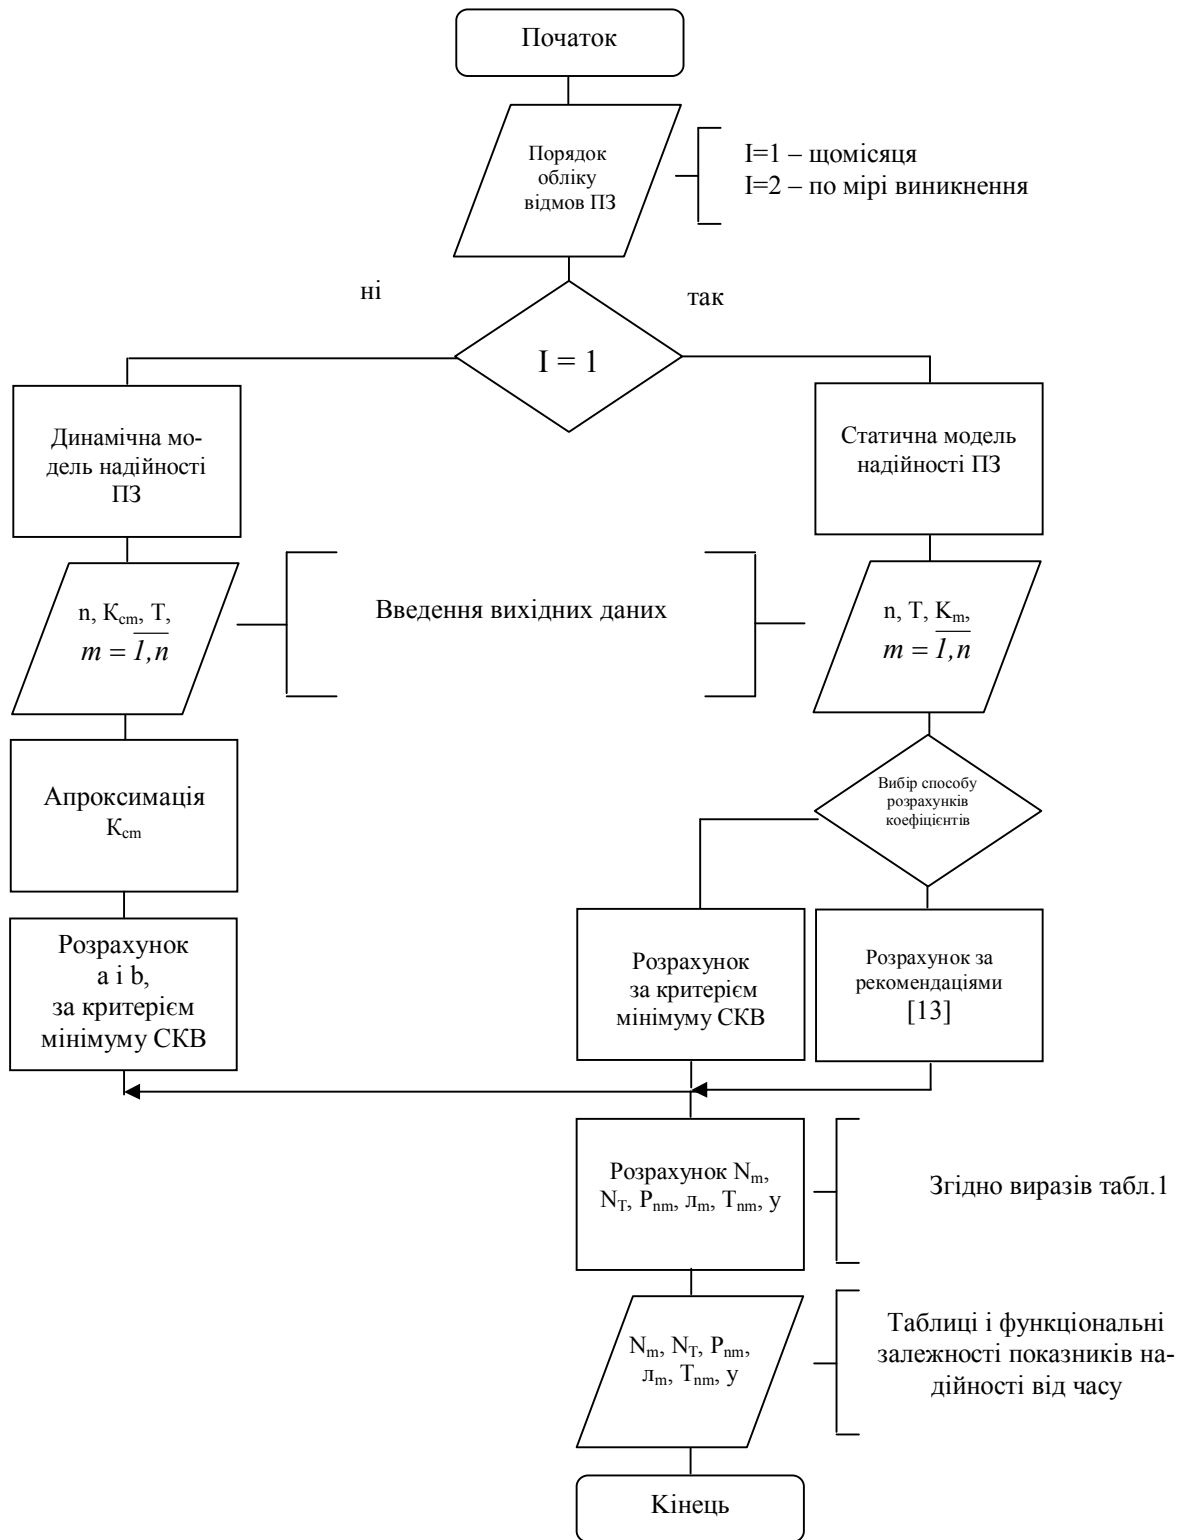 Початок
Порядок
обліку
відмов ПЗ
I=1 – щомісяця
I=2 – по мірі виникнення
ні
так
I = 1
Динамічна мо-
дель надійності
ПЗ
Статична модель
надійності ПЗ
n, Kcm, T,
m = 1,n
Введення вихідних даних
n, T, Km,
m = 1,n
Апроксимація
Kcm
Вибір способу
розрахунків
коефіцієнтів
Розрахунок
a і b,
за критерієм
мінімуму СКВ
Розрахунок
за критерієм
мінімуму СКВ
Розрахунок за
рекомендаціями
[13]
Розрахунок Nm,
NT, Pnm, лm, Tnm, y
Згідно виразів табл.1
Nm, NT, Pnm,
лm, Tnm, y
Таблиці і функціональні
залежності показників на-
дійності від часу
Кінець